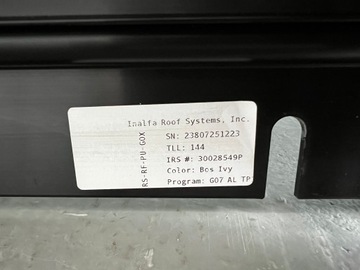 Inalfa Roof Systems, Inc.
SN: 23807251223
TLL: 144
IRS #: 30028549P
Color: Bos Ivy
Program: G07 AL TP
RS-RF-PU-GOX